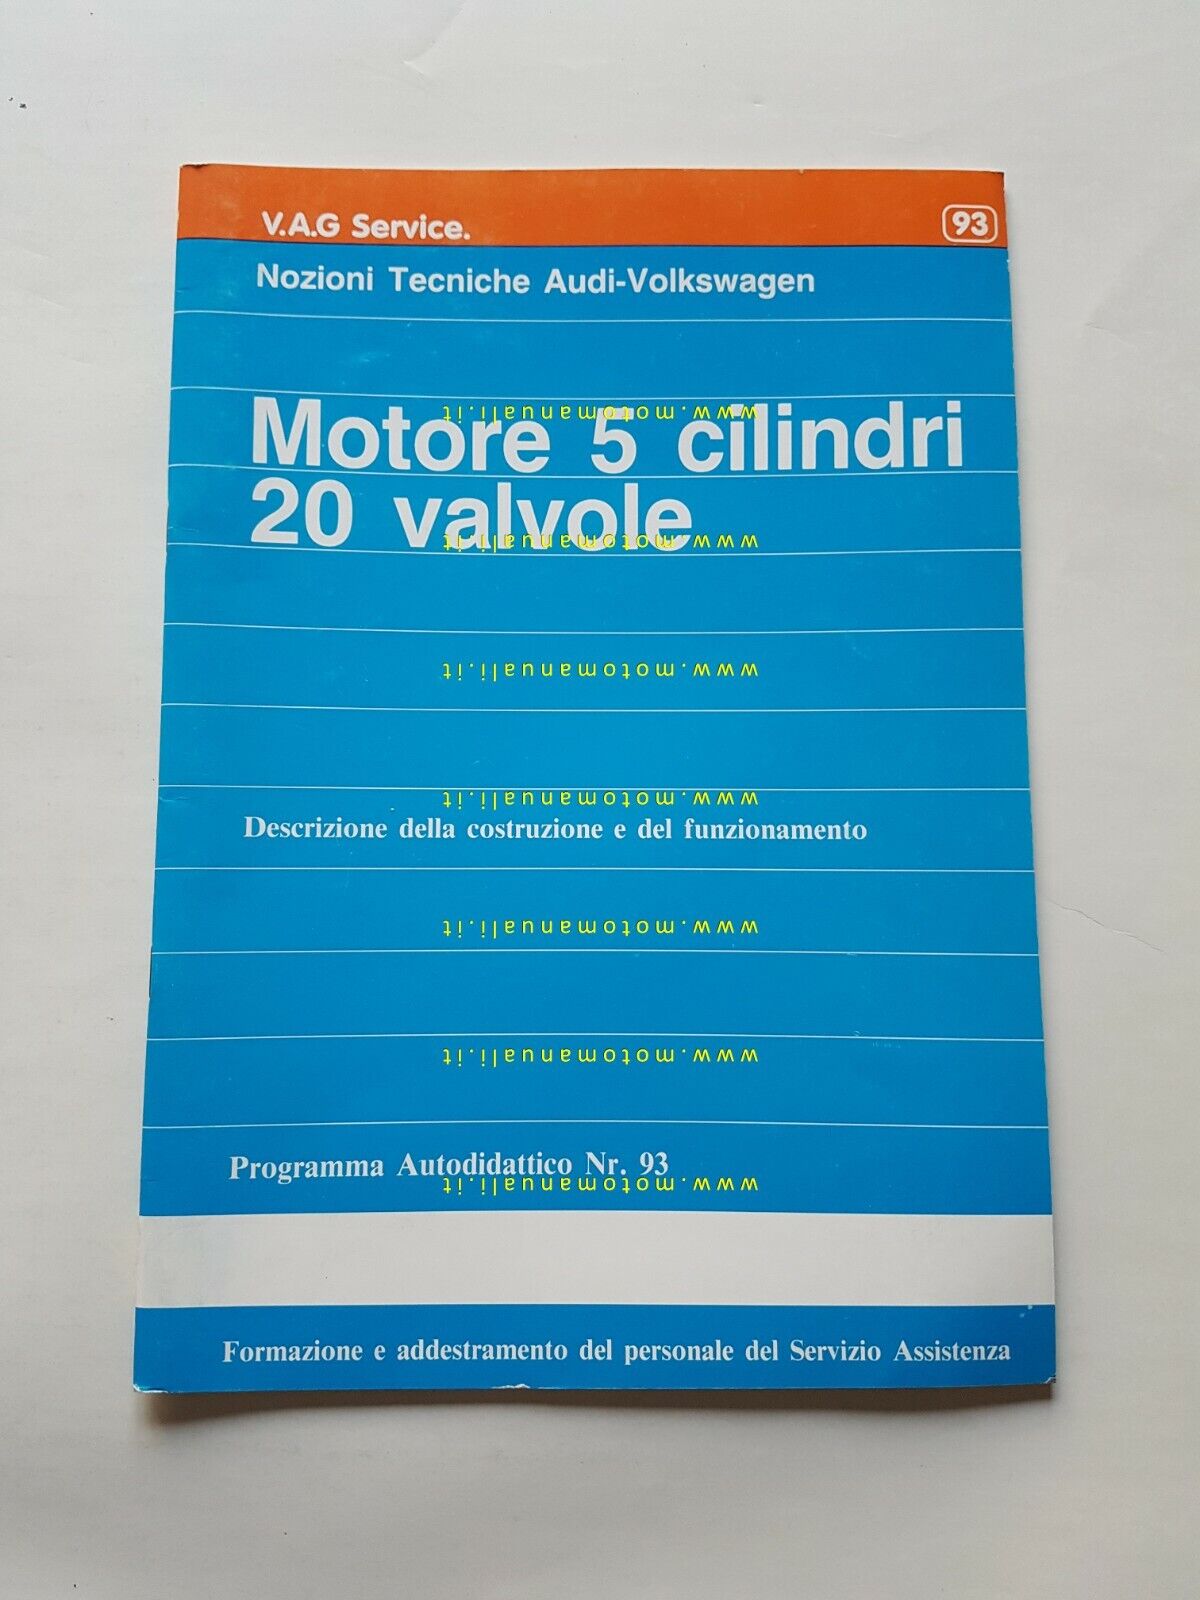 V.A.G Service.
93
Nozioni Tecniche Audi-Volkswagen
www.motomanuali.it
Motore 5 cilindri
20 valvole
www.motomanuali.it
www.motomanuali.it
www.motomanuali.it
Descrizione della costruzione e del funzionamento
www.motomanuali.it
www.motomanuali.it
Programma Autodidattico Nr. 93
www.motomanuali.it
Formazione e addestramento del personale del Servizio Assistenza